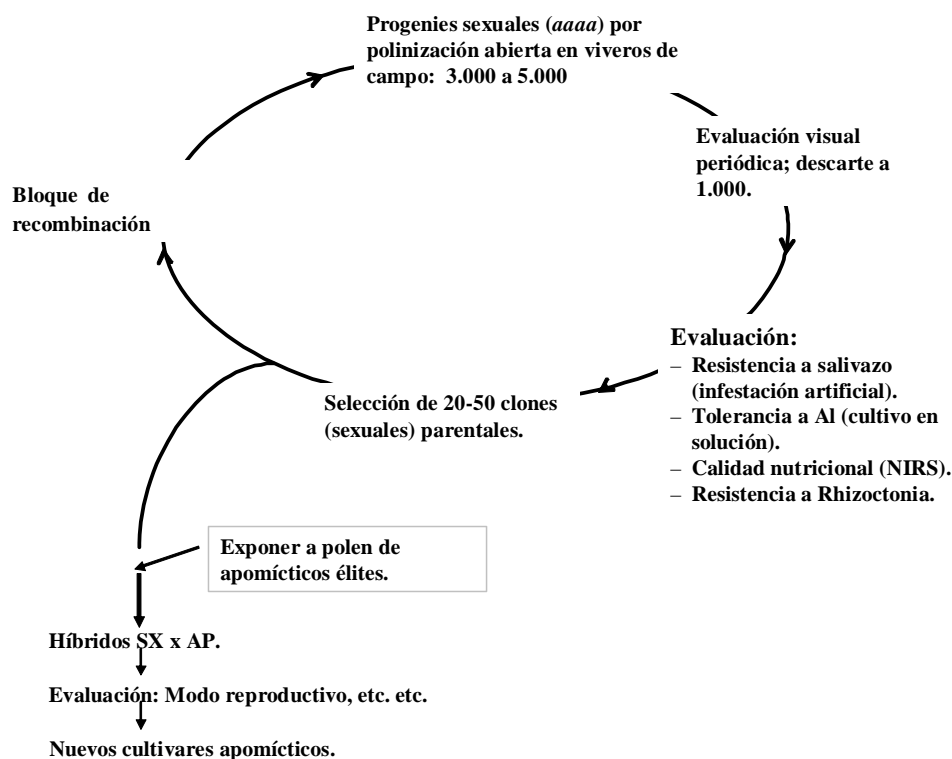 Progenies sexuales (aaaa) por
polinización abierta en viveros de
campo: 3.000 a 5.000
Evaluación visual
periódica; descarte a
1.000.
Bloque de
recombinación
Evaluación:
– Resistencia a salivazo
(infestación artificial).
– Tolerancia a Al (cultivo en
solución).
– Calidad nutricional (NIRS).
– Resistencia a Rhizoctonia.
Selección de 20-50 clones
(sexuales) parentales.
Exponer a polen de
apomícticos élites.
Híbridos SX x AP.
Evaluación: Modo reproductivo, etc. etc.
Nuevos cultivares apomícticos.